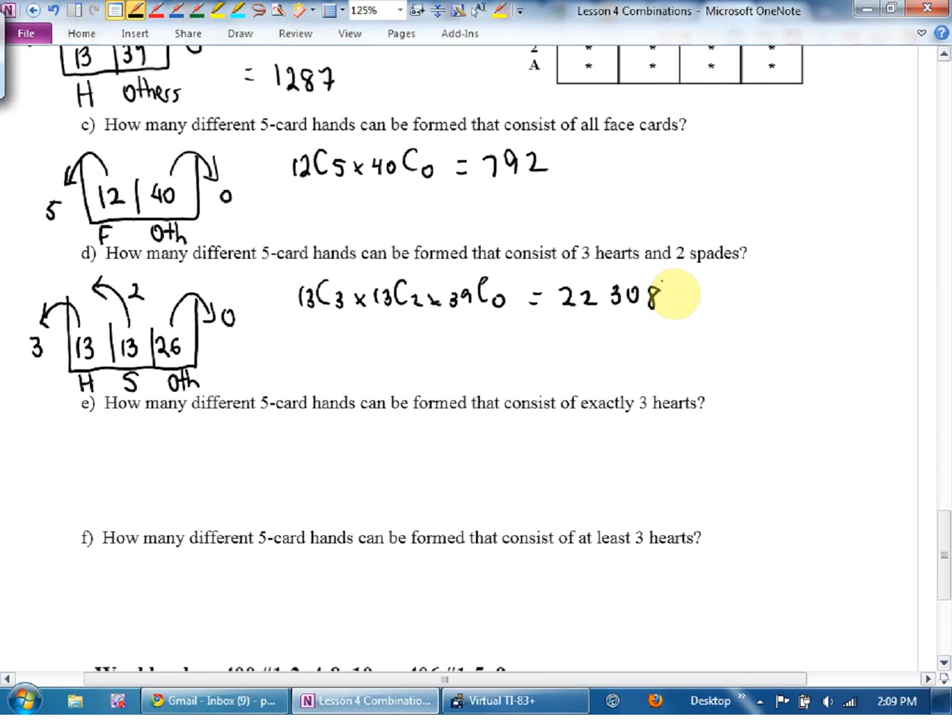 Lesson 4 Combinations - Microsoft OneNote
125%
File Home Insert Share Draw Review View Pages Add-Ins
13 | 39
= 1287
H others
2 * * * *
A * * * *
c) How many different 5-card hands can be formed that consist of all face cards?
12C5 x 40C0 = 792
5 12 | 40 0
F Oth
d) How many different 5-card hands can be formed that consist of 3 hearts and 2 spades?
2
13C3 x 13C2 x 39C0 = 22 308
3 13 | 13 | 26 0
H S Oth
e) How many different 5-card hands can be formed that consist of exactly 3 hearts?
f) How many different 5-card hands can be formed that consist of at least 3 hearts?
Gmail - Inbox (9) - p... Lesson 4 Combinatio... Virtual TI-83+ Desktop 2:09 PM